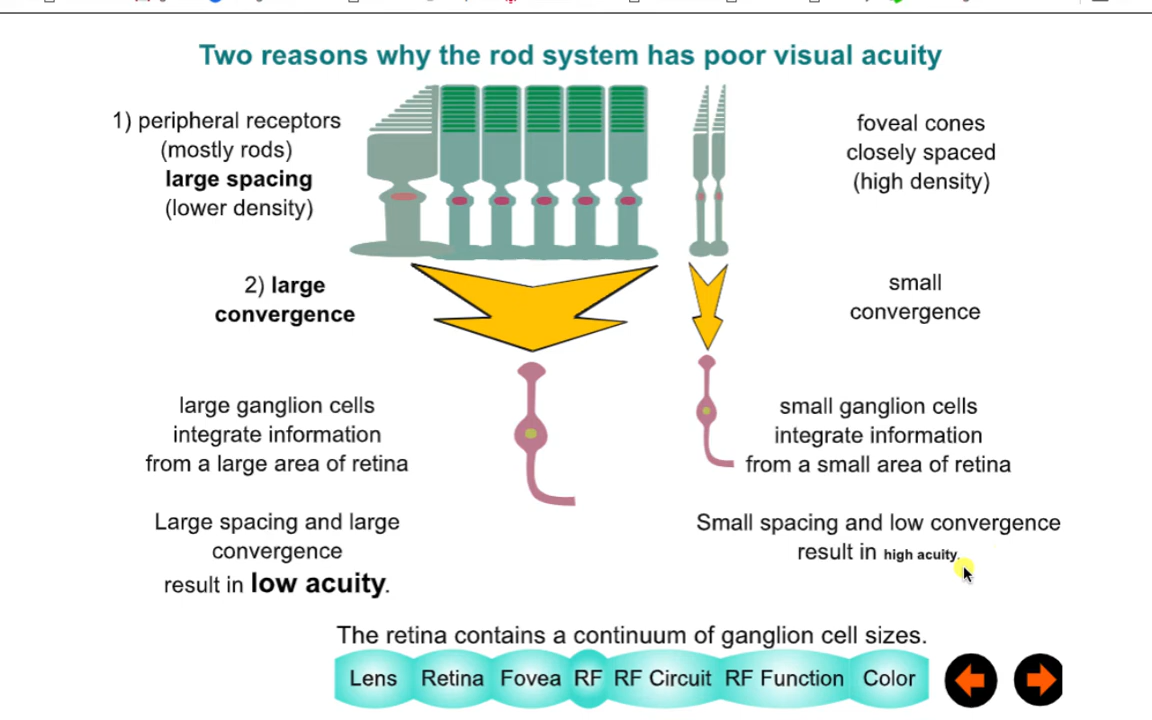 Two reasons why the rod system has poor visual acuity
1) peripheral receptors
(mostly rods)
large spacing
(lower density)
foveal cones
closely spaced
(high density)
2) large
convergence
small
convergence
large ganglion cells
integrate information
from a large area of retina
small ganglion cells
integrate information
from a small area of retina
Large spacing and large
convergence
result in low acuity.
Small spacing and low convergence
result in high acuity.
The retina contains a continuum of ganglion cell sizes.
Lens Retina Fovea RF RF Circuit RF Function Color